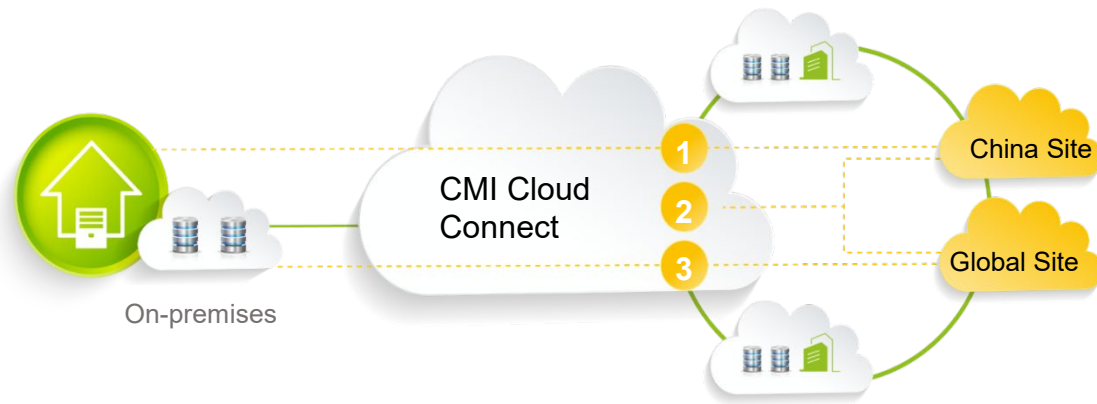 1
China Site
CMI Cloud
Connect
2
3
Global Site
On-premises